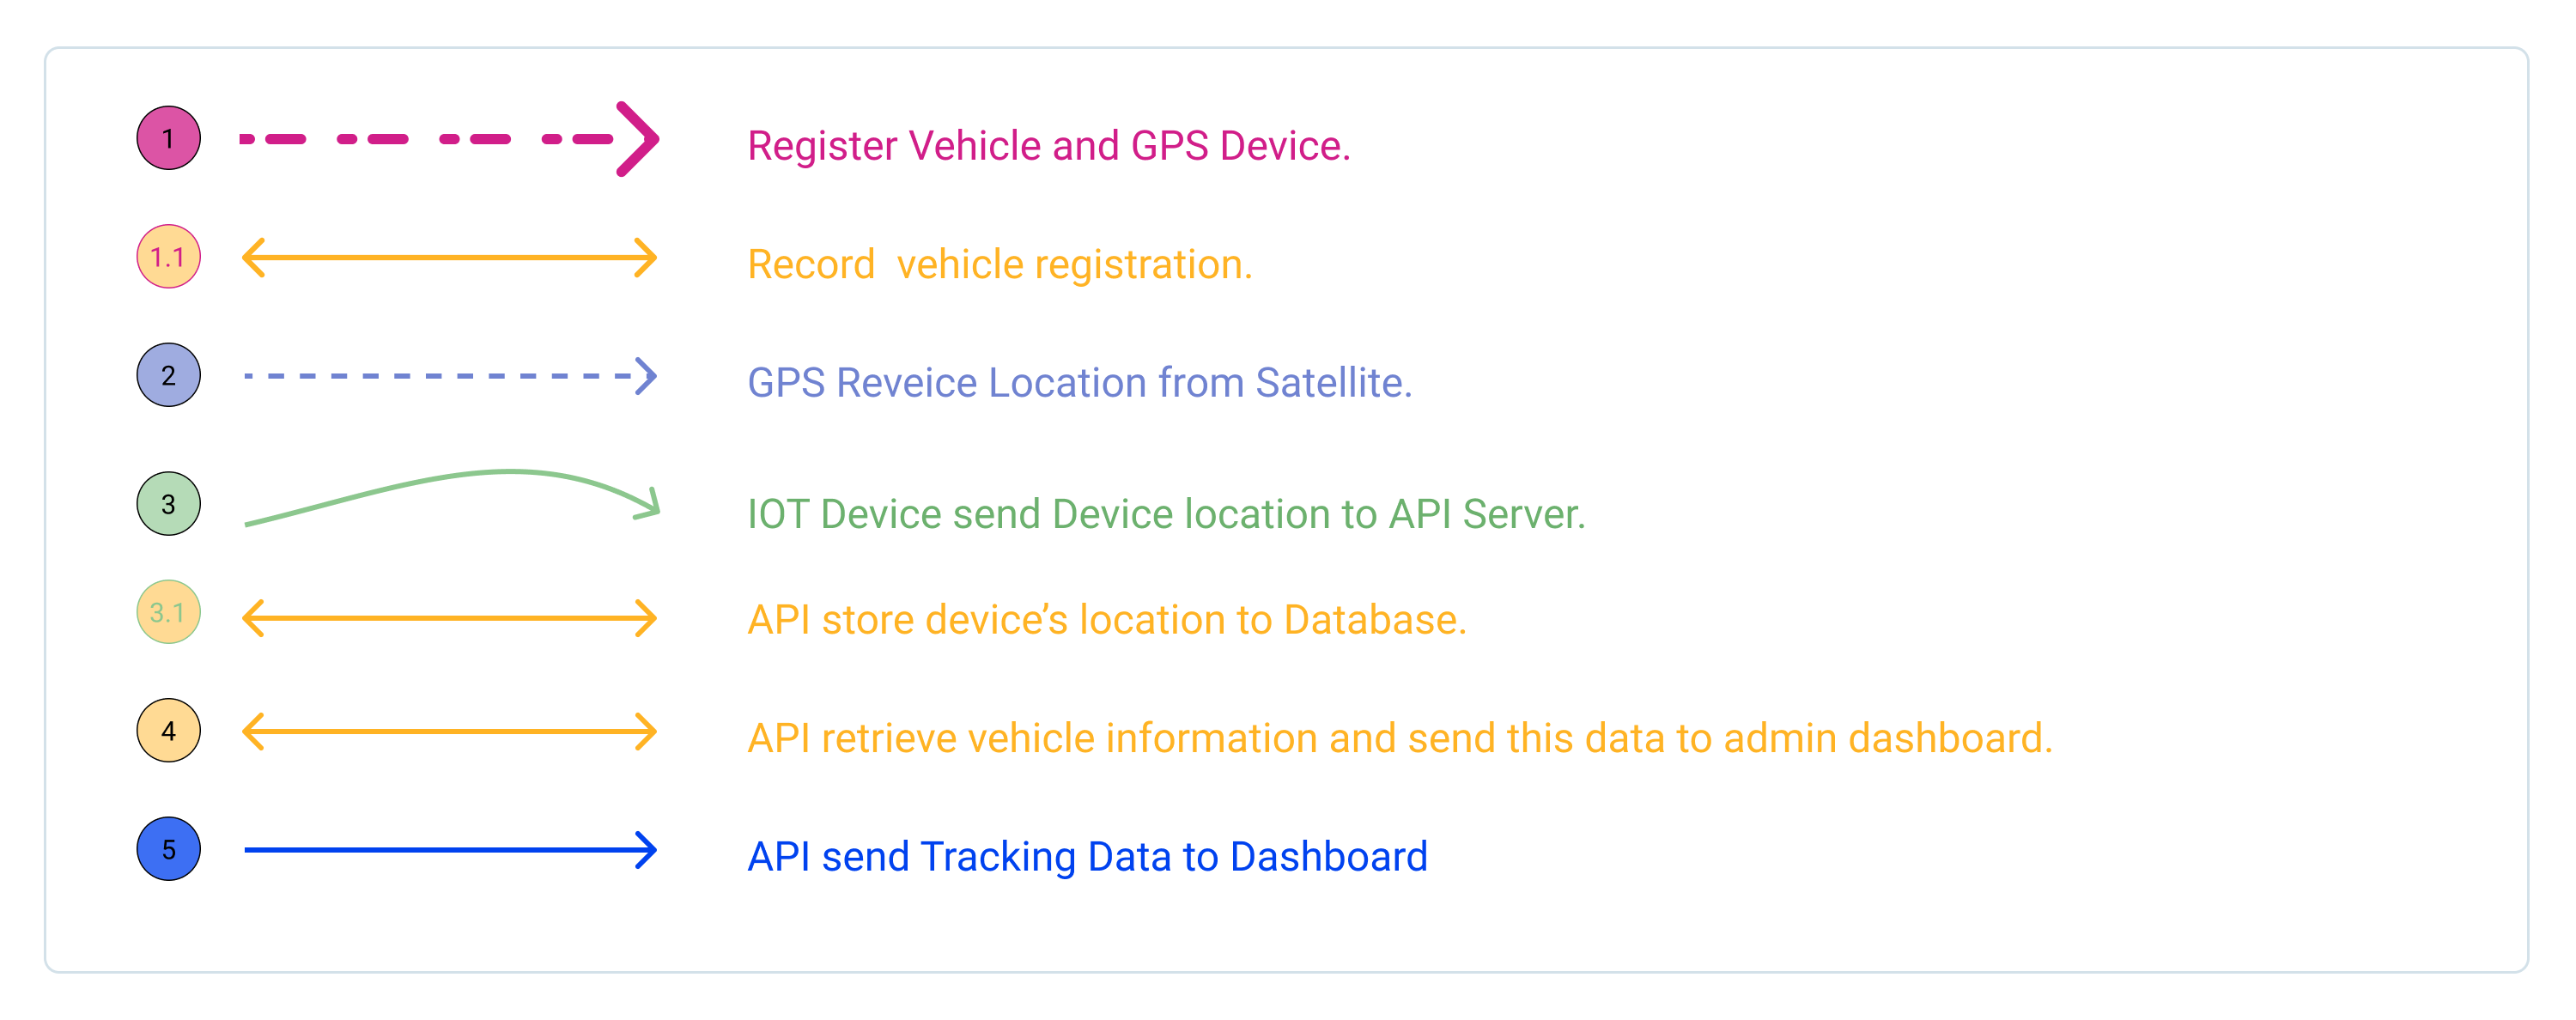 1 Register Vehicle and GPS Device.
1.1 Record  vehicle registration.
2 GPS Reveice Location from Satellite.
3 IOT Device send Device location to API Server.
3.1 API store device’s location to Database.
4 API retrieve vehicle information and send this data to admin dashboard.
5 API send Tracking Data to Dashboard